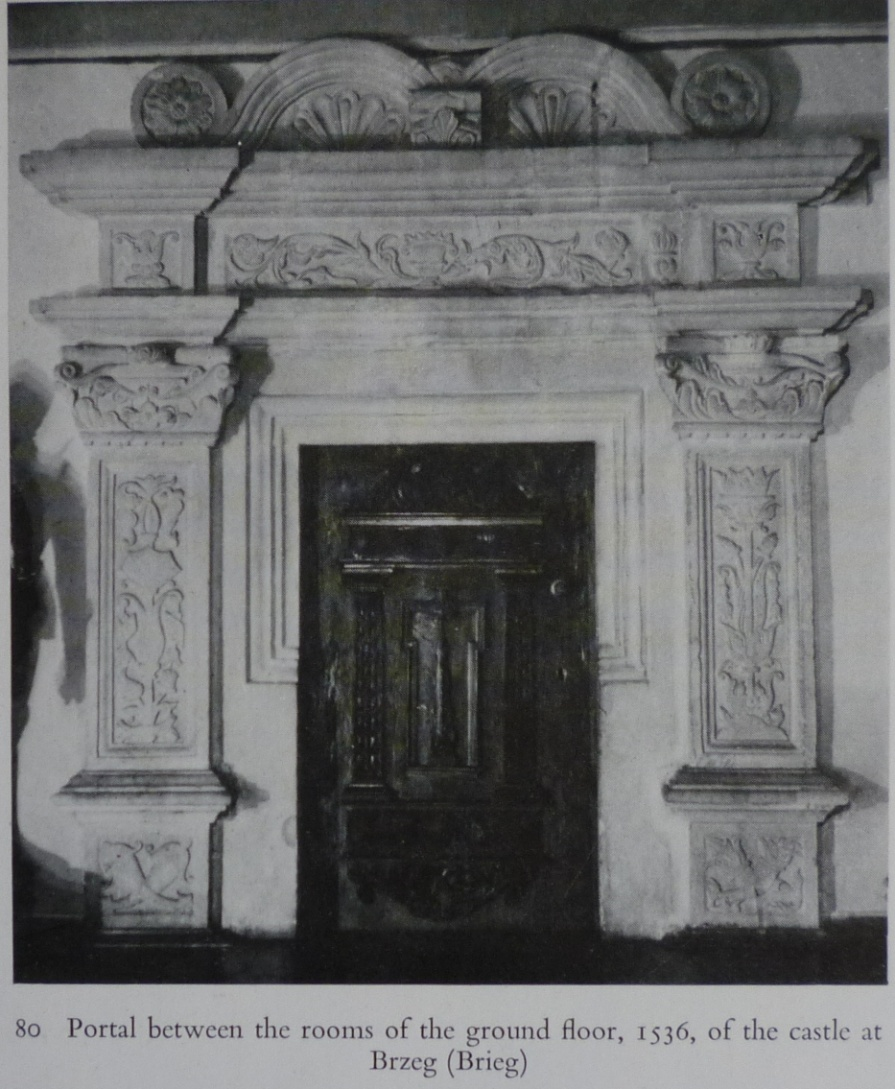 80 Portal between the rooms of the ground floor, 1536, of the castle at
Brzeg (Brieg)